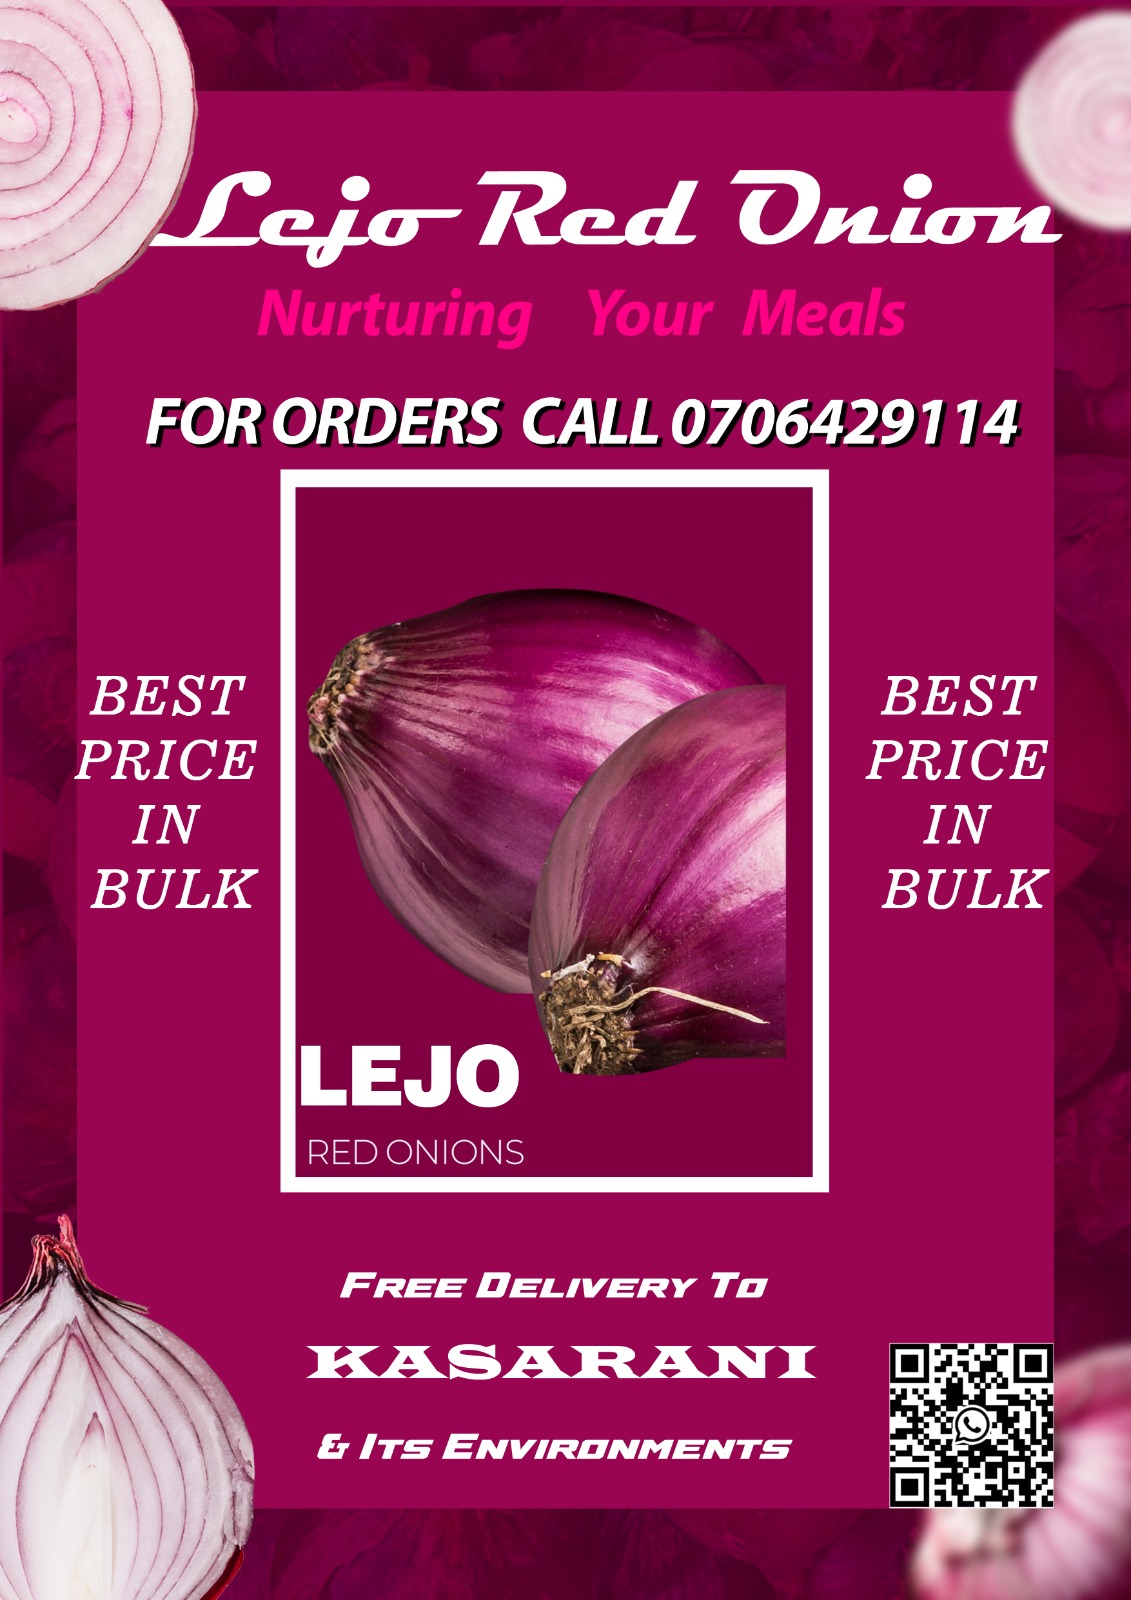 Lejo Red Onion
Nurturing Your Meals
FOR ORDERS CALL 0706429114
BEST
PRICE
IN
BULK
BEST
PRICE
IN
BULK
LEJO
RED ONIONS
Free Delivery To
KASARANI
& Its Environments